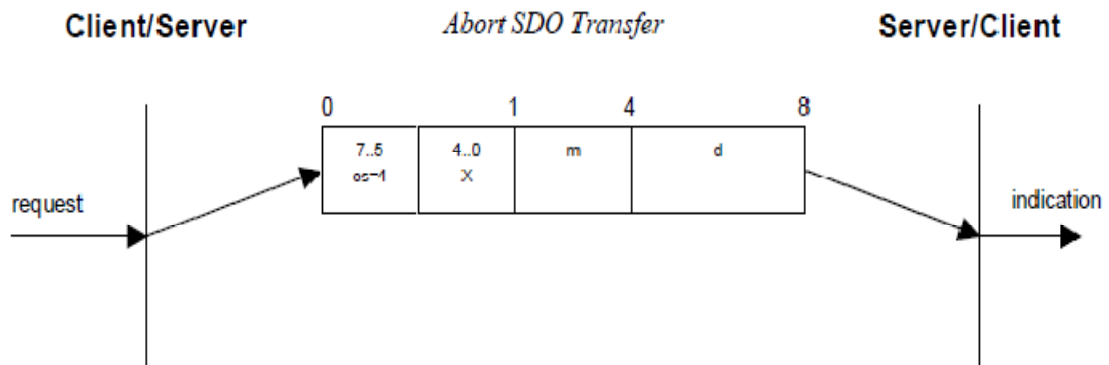 Client/Server Abort SDO Transfer Server/Client
0 1 4 8
7..5 4..0 m d
cs=4 X
request indication